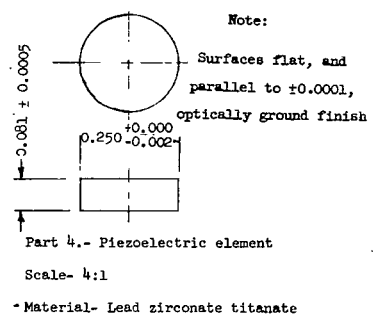 Note:
Surfaces flat, and
parallel to ±0.0001,
optically ground finish
0.081 ± 0.0005
0.250 +0.000 -0.002
Part 4.- Piezoelectric element
Scale- 4:1
Material- Lead zirconate titanate